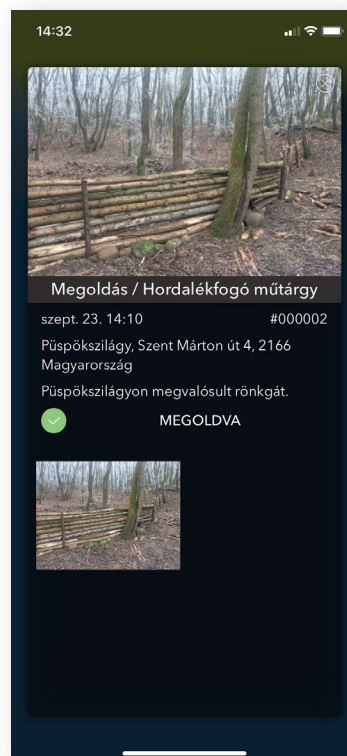 14:32
Megoldás / Hordalékfogó műtárgy
szept. 23. 14:10 #000002
Püspökszilágy, Szent Márton út 4, 2166
Magyarország
Püspökszilágyon megvalósult rönkgát.
MEGOLDVA